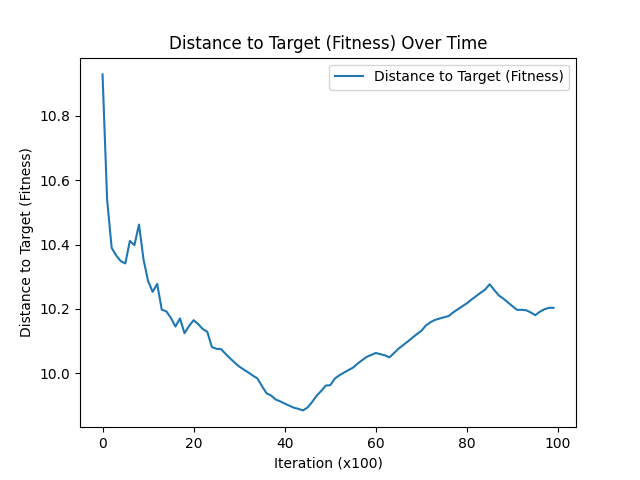 Distance to Target (Fitness) Over Time
Distance to Target (Fitness)
Distance to Target (Fitness)
10.8
10.6
10.4
10.2
10.0
0 20 40 60 80 100
Iteration (x100)